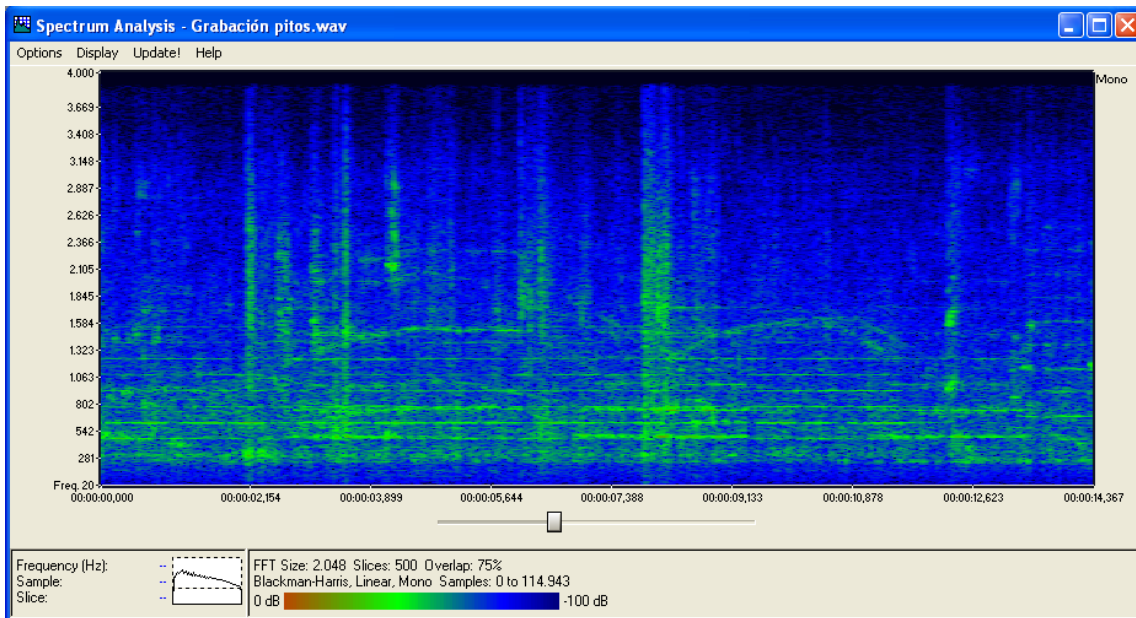 Spectrum Analysis - Grabación pitos.wav
Options Display Update! Help
4.000
Mono
3.669
3.408
3.148
2.887
2.626
2.366
2.105
1.845
1.584
1.323
1.063
802
542
281
Freq. 20
00:00:00,000 00:00:02,154 00:00:03,899 00:00:05,644 00:00:07,388 00:00:09,133 00:00:10,878 00:00:12,623 00:00:14,367
Frequency (Hz): --
Sample: --
Slice: --
FFT Size: 2.048 Slices: 500 Overlap: 75%
Blackman-Harris, Linear, Mono Samples: 0 to 114.943
0 dB -100 dB